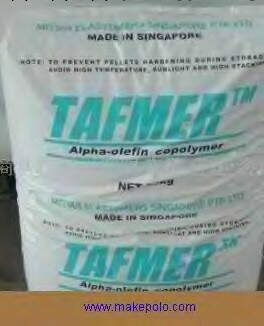 MITSUI ELASTOMERS SINGAPORE PTE LTD
MADE IN SINGAPORE
NOTE: TO PREVENT PELLETS HARDENING DURING STORAGE
AVOID HIGH TEMPERATURE, SUNLIGHT AND HIGH STACKING
TAFMER™
Alpha-olefin copolymer
NET
MITSUI ELASTOMERS SINGAPORE PTE LTD
MADE IN SINGAPORE
TAFMER
Alpha-olefin copolymer
www.makepolo.com